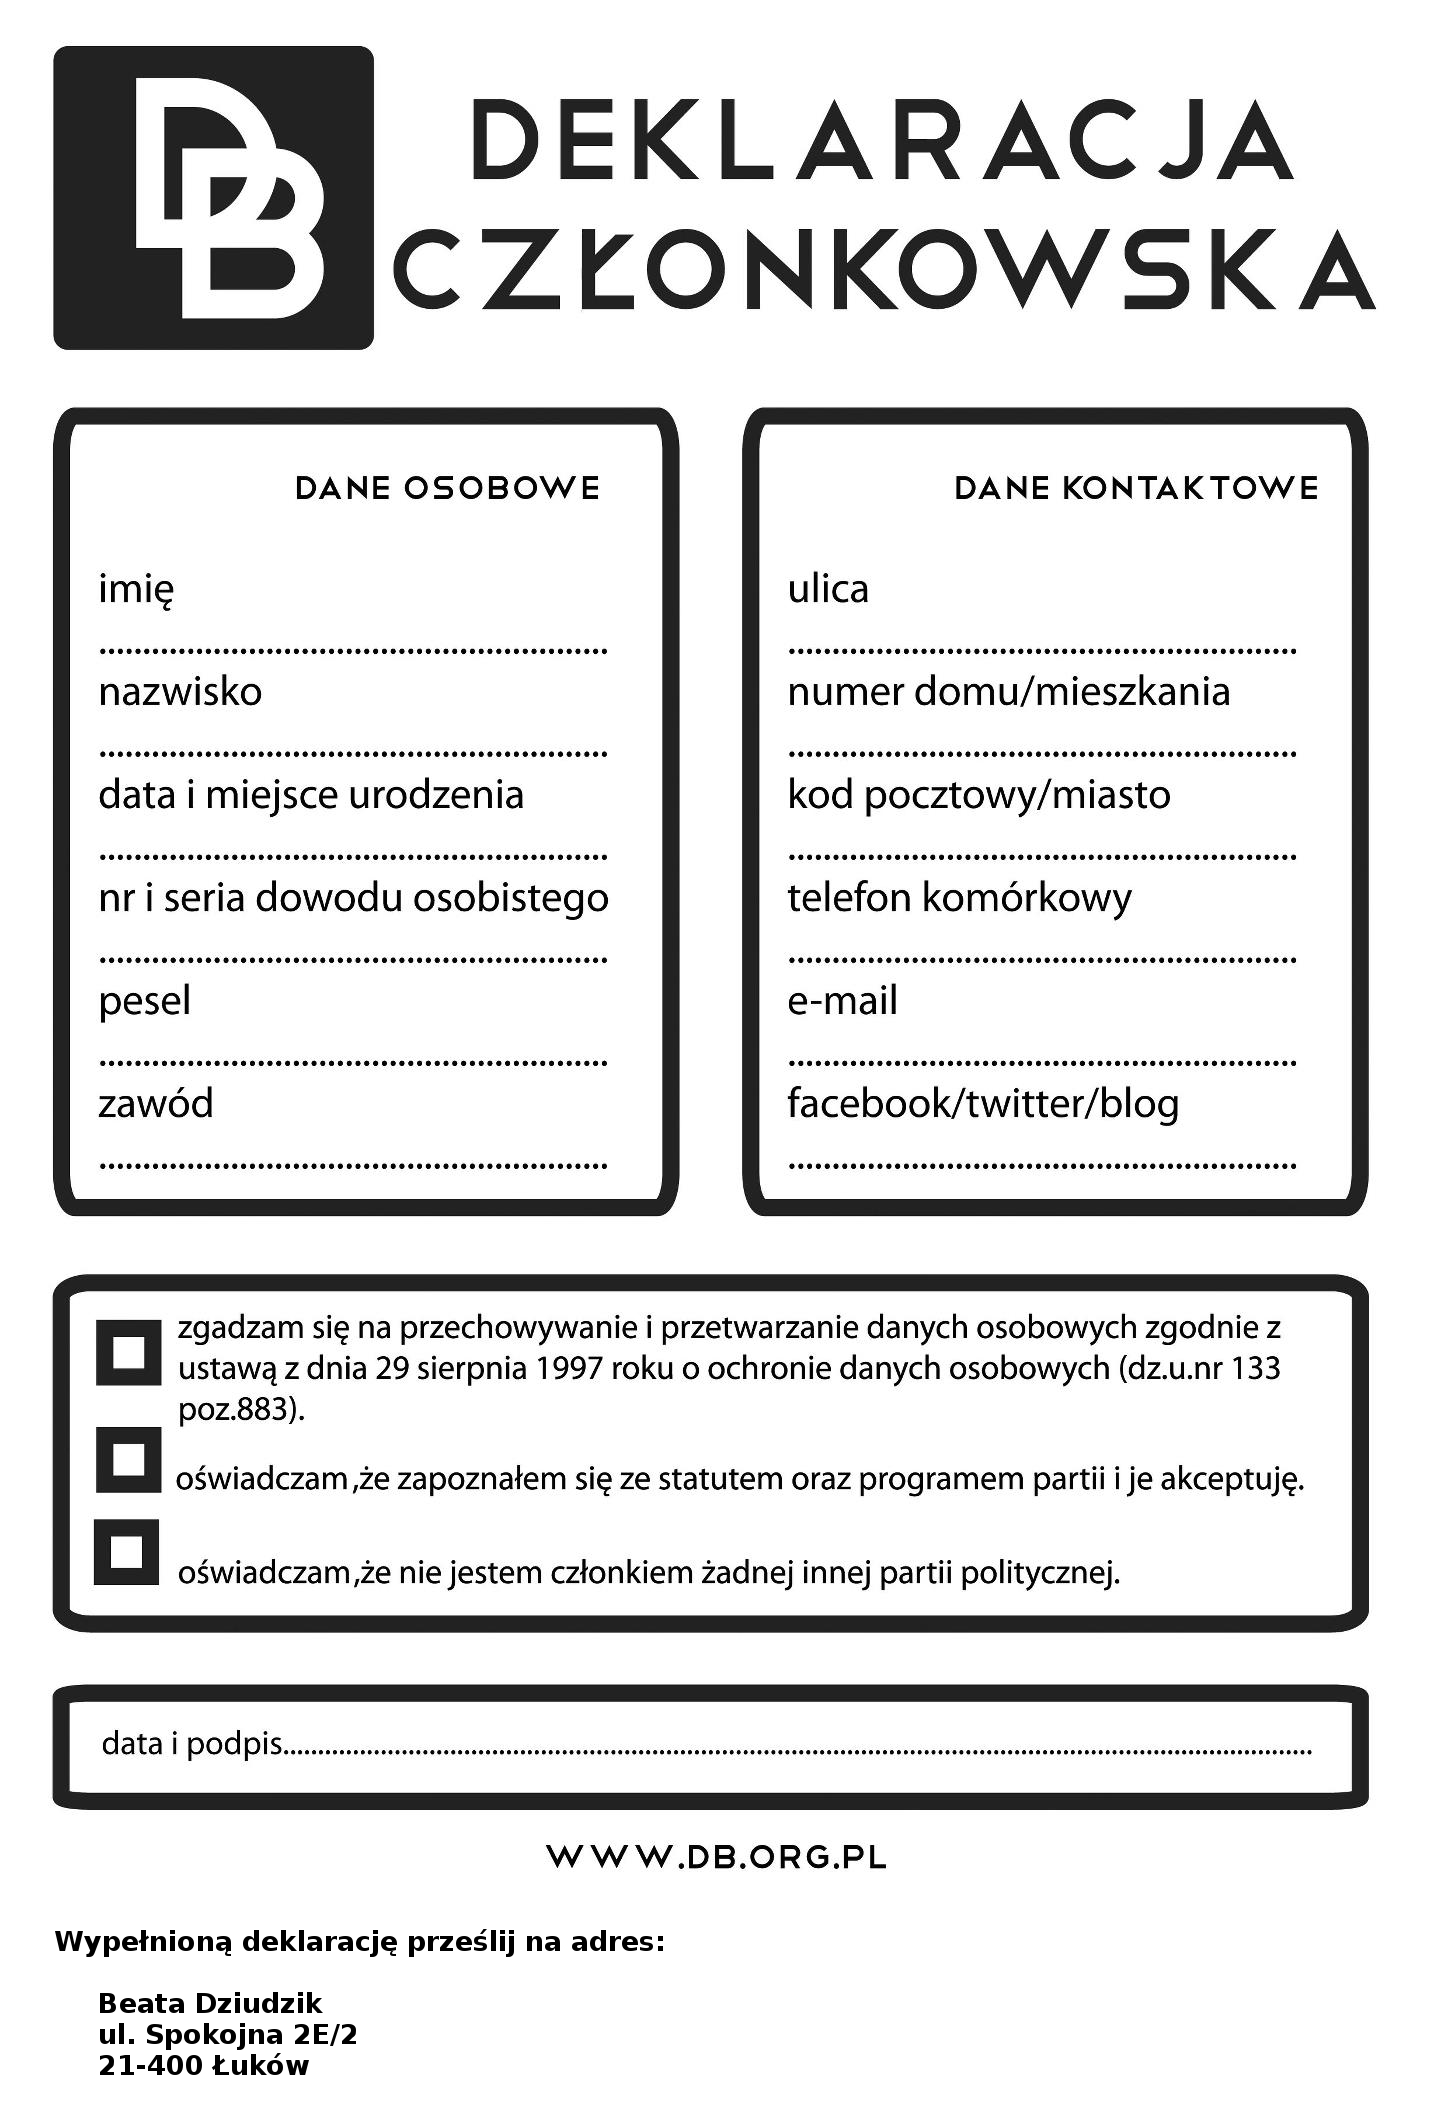 DB
DEKLARACJA
CZŁONKOWSKA
DANE OSOBOWE
imię
........................................................
nazwisko
........................................................
data i miejsce urodzenia
........................................................
nr i seria dowodu osobistego
........................................................
pesel
........................................................
zawód
........................................................
DANE KONTAKTOWE
ulica
........................................................
numer domu/mieszkania
........................................................
kod pocztowy/miasto
........................................................
telefon komórkowy
........................................................
e-mail
........................................................
facebook/twitter/blog
........................................................
zgadzam się na przechowywanie i przetwarzanie danych osobowych zgodnie z
ustawą z dnia 29 sierpnia 1997 roku o ochronie danych osobowych (dz.u.nr 133
poz.883).
oświadczam,że zapoznałem się ze statutem oraz programem partii i je akceptuję.
oświadczam,że nie jestem członkiem żadnej innej partii politycznej.
data i podpis........................................................................................................
WWW.DB.ORG.PL
Wypełnioną deklarację prześlij na adres:
Beata Dziudzik
ul. Spokojna 2E/2
21-400 Łuków